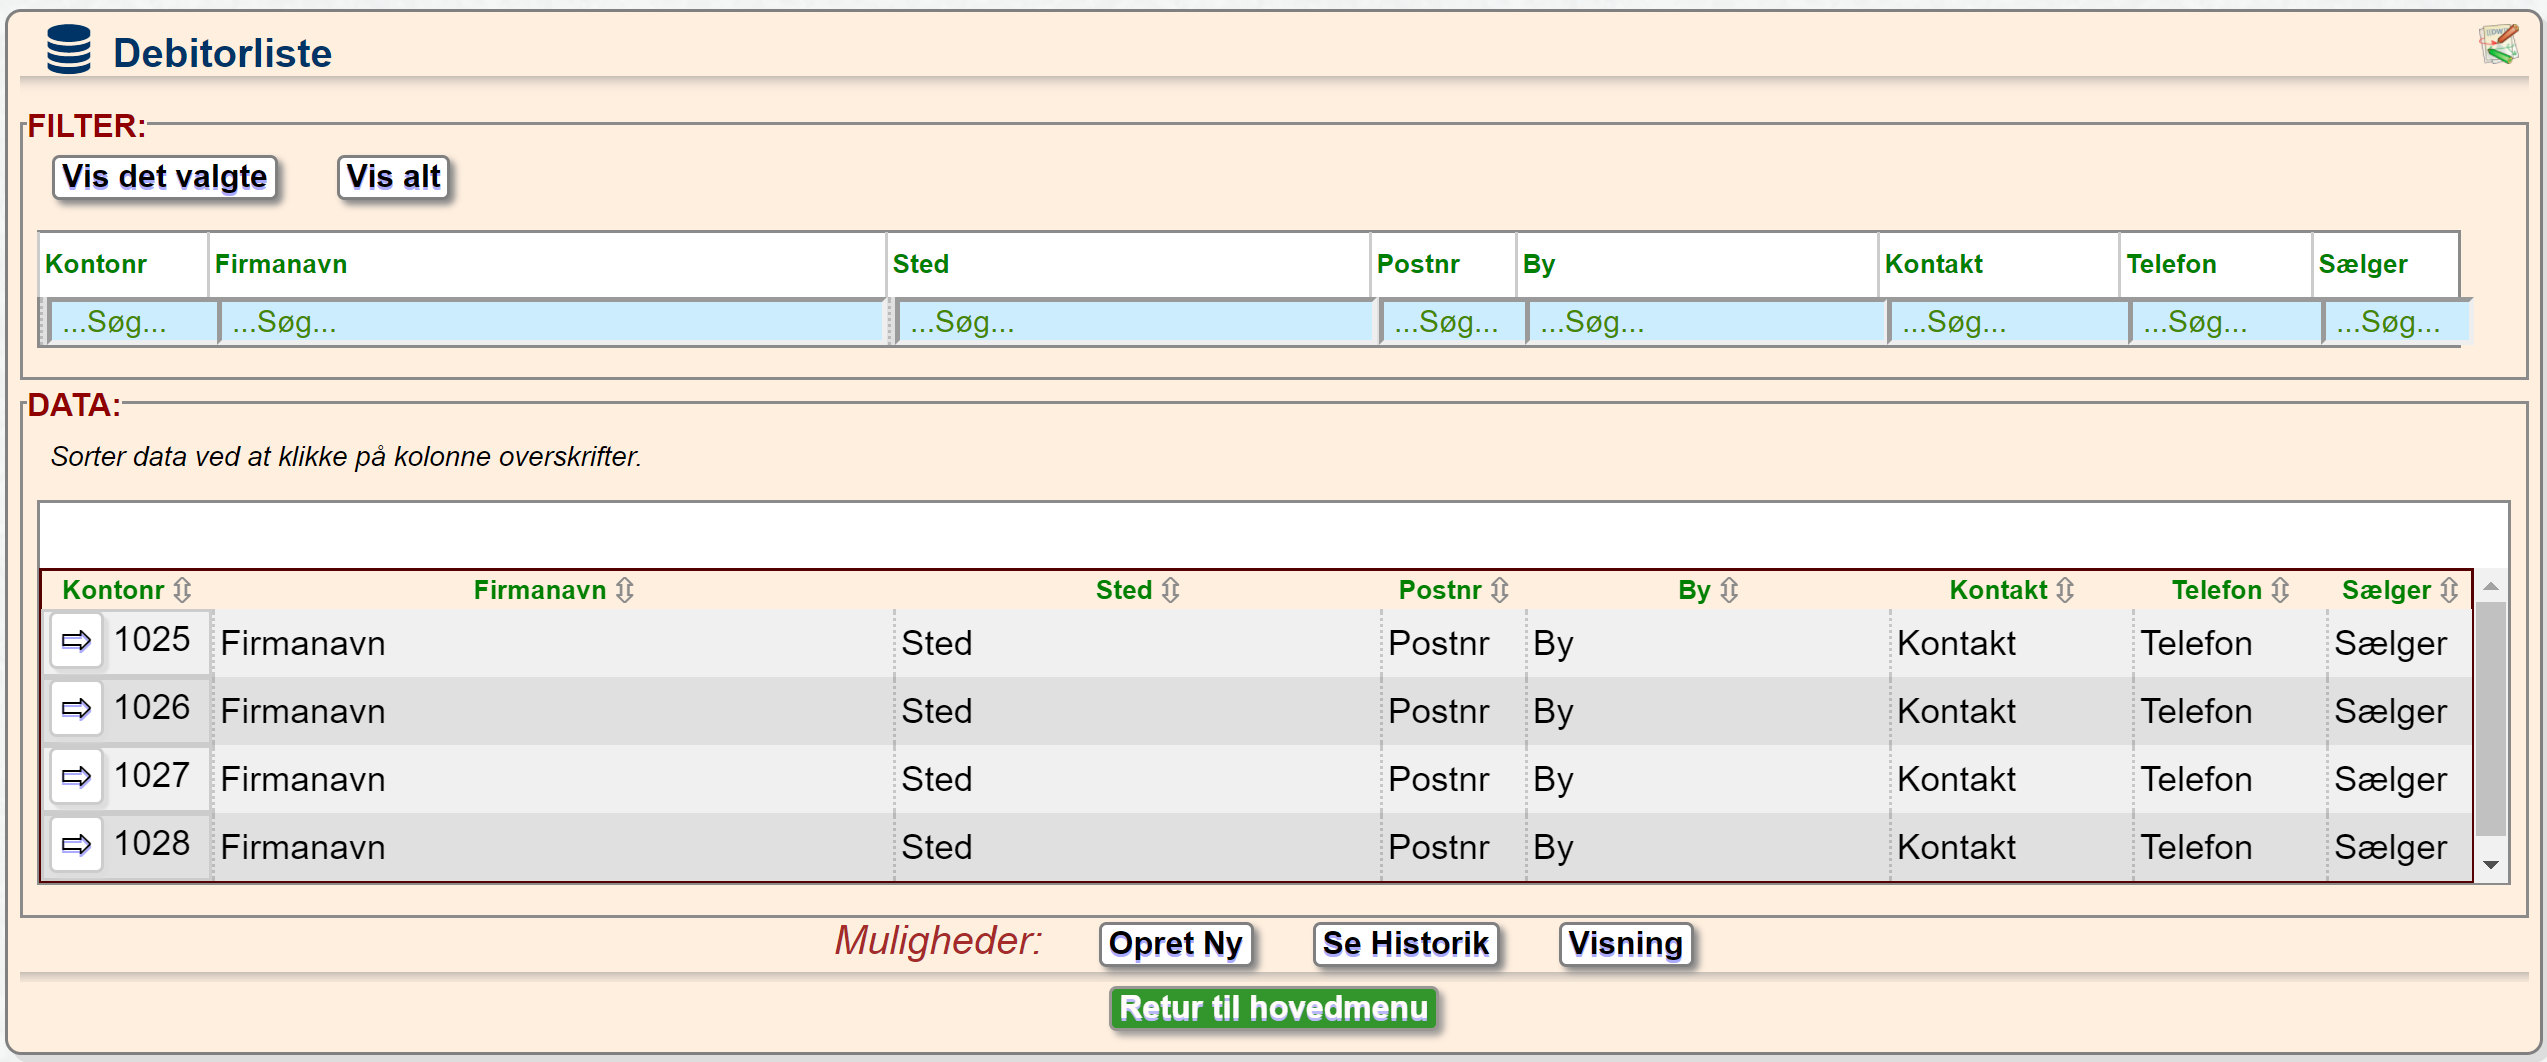 Debitorliste
FILTER:
Vis det valgte Vis alt
Kontonr Firmanavn Sted Postnr By Kontakt Telefon Sælger
...Søg... ...Søg... ...Søg... ...Søg... ...Søg... ...Søg... ...Søg... ...Søg...
DATA:
Sorter data ved at klikke på kolonne overskrifter.
Kontonr Firmanavn Sted Postnr By Kontakt Telefon Sælger
1025 Firmanavn Sted Postnr By Kontakt Telefon Sælger
1026 Firmanavn Sted Postnr By Kontakt Telefon Sælger
1027 Firmanavn Sted Postnr By Kontakt Telefon Sælger
1028 Firmanavn Sted Postnr By Kontakt Telefon Sælger
Muligheder: Opret Ny Se Historik Visning
Retur til hovedmenu